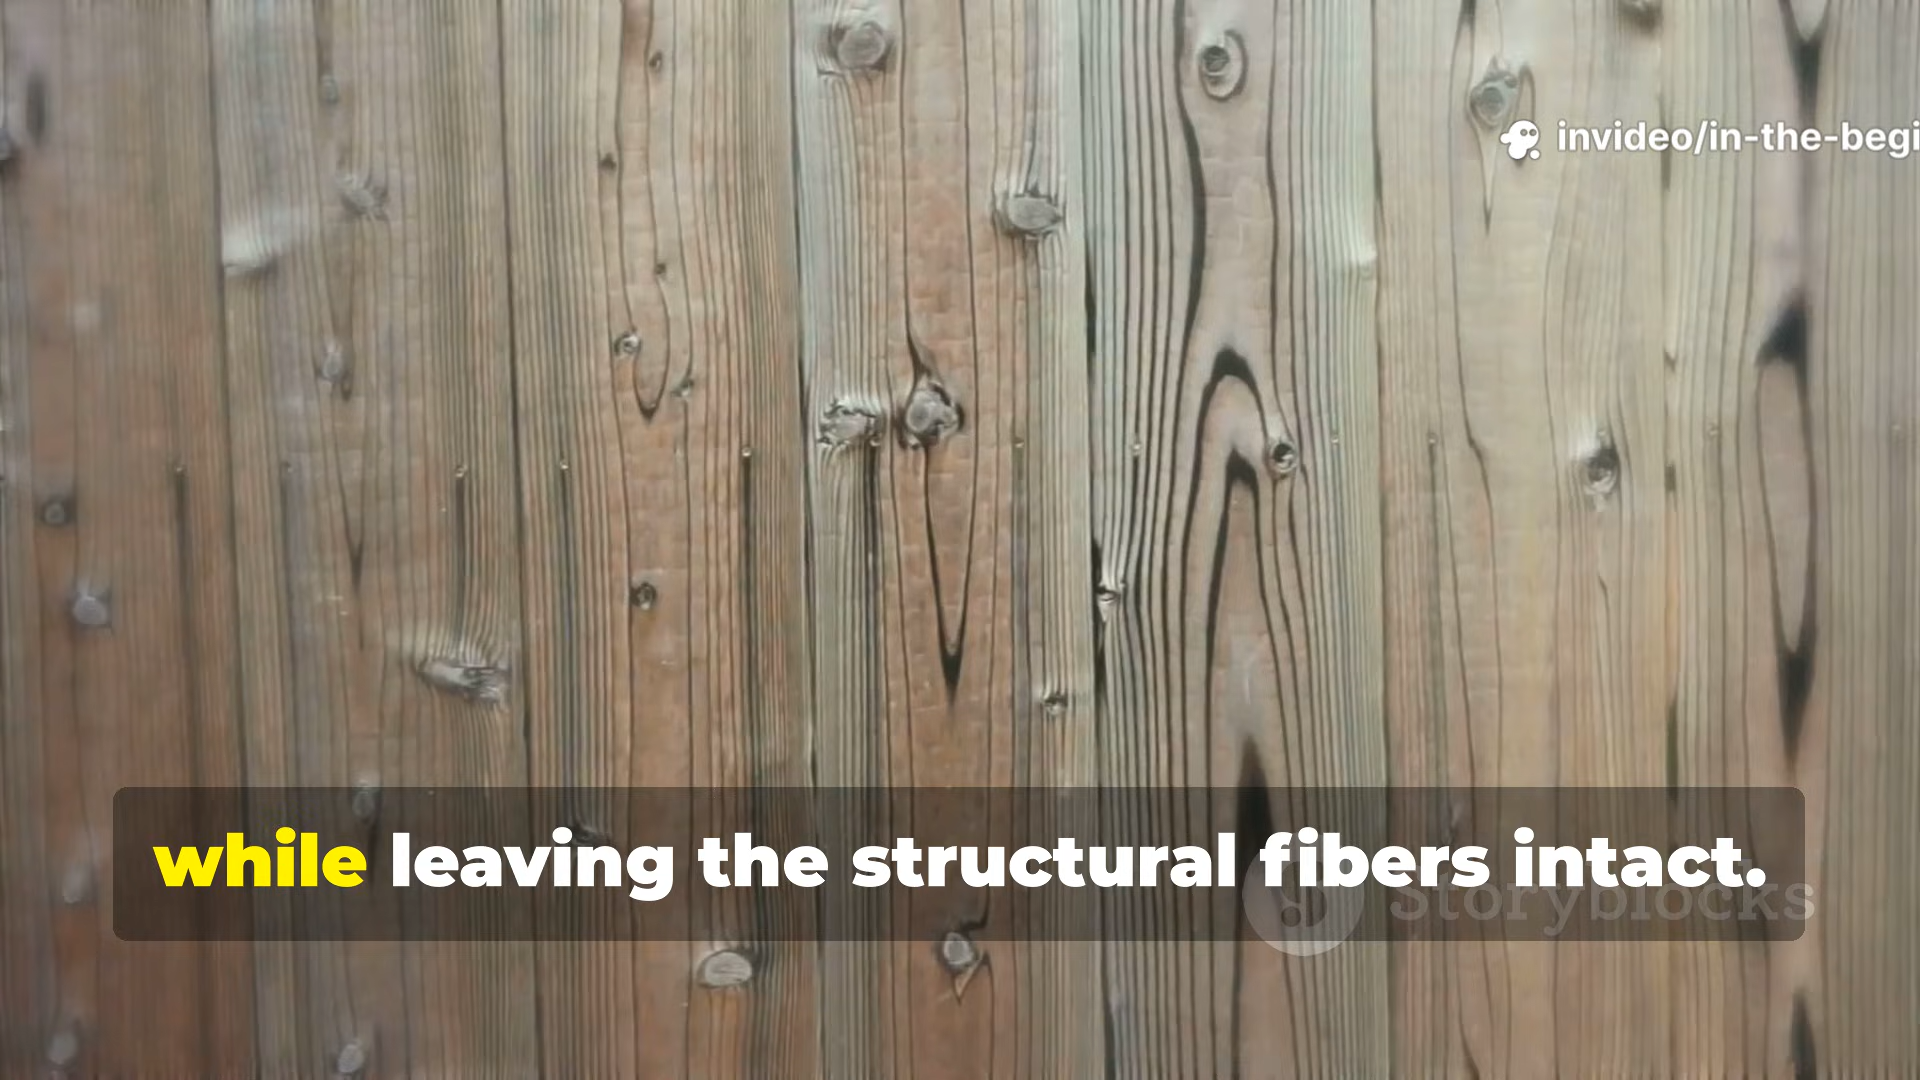 invideo/in-the-begi
while leaving the structural fibers intact.
Storyblocks